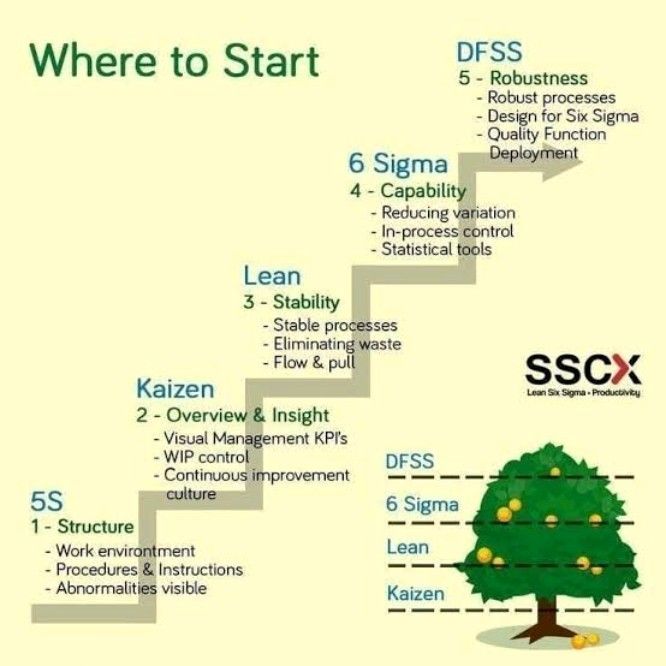 Where to Start
DFSS
5 - Robustness
- Robust processes
- Design for Six Sigma
- Quality Function
Deployment
6 Sigma
4 - Capability
- Reducing variation
- In-process control
- Statistical tools
Lean
3 - Stability
- Stable processes
- Eliminating waste
- Flow & pull
Kaizen
2 - Overview & Insight
- Visual Management KPI's
- WIP control
- Continuous improvement
culture
5S
1 - Structure
- Work environtment
- Procedures & Instructions
- Abnormalities visible
SSCX
Lean Six Sigma • Productivity
DFSS
6 Sigma
Lean
Kaizen